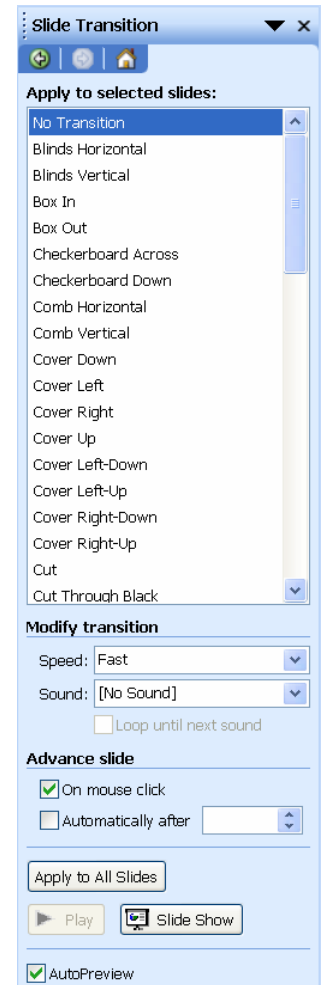 Slide Transition
Apply to selected slides:
No Transition
Blinds Horizontal
Blinds Vertical
Box In
Box Out
Checkerboard Across
Checkerboard Down
Comb Horizontal
Comb Vertical
Cover Down
Cover Left
Cover Right
Cover Up
Cover Left-Down
Cover Left-Up
Cover Right-Down
Cover Right-Up
Cut
Cut Through Black
Modify transition
Speed: Fast
Sound: [No Sound]
Loop until next sound
Advance slide
On mouse click
Automatically after
Apply to All Slides
Play Slide Show
AutoPreview